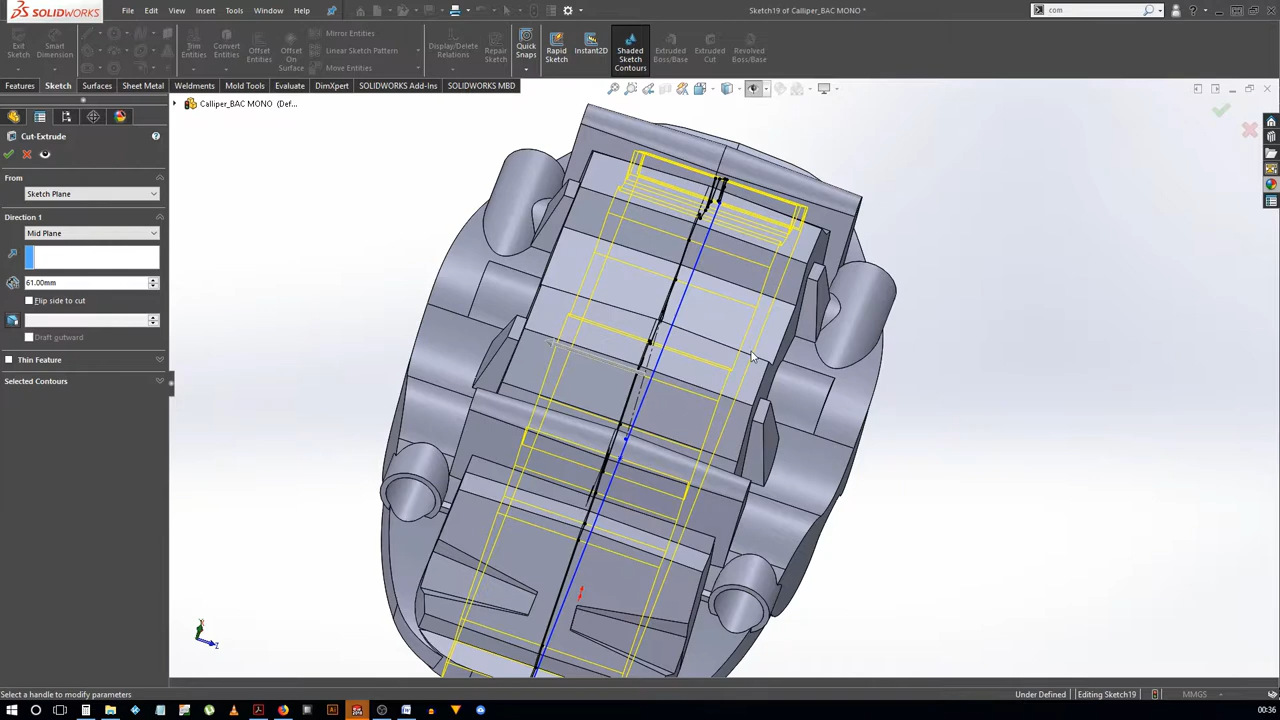 SOLIDWORKS
File Edit View Insert Tools Window Help
Sketch19 of Calliper_BAC MONO *
com
Exit Sketch
Smart Dimension
Trim Entities
Convert Entities
Offset Entities
Offset On Surface
Mirror Entities
Linear Sketch Pattern
Move Entities
Display/Delete Relations
Repair Sketch
Quick Snaps
Rapid Sketch
Instant2D
Shaded Sketch Contours
Extruded Boss/Base
Extruded Cut
Revolved Boss/Base
Features Sketch Surfaces Sheet Metal Weldments Mold Tools Evaluate DimXpert SOLIDWORKS Add-Ins SOLIDWORKS MBD
Calliper_BAC MONO (Def...
Cut-Extrude
From
Sketch Plane
Direction 1
Mid Plane
61.00mm
Flip side to cut
Draft outward
Thin Feature
Selected Contours
Z
Select a handle to modify parameters
Under Defined
Editing Sketch19
MMGS
00:36